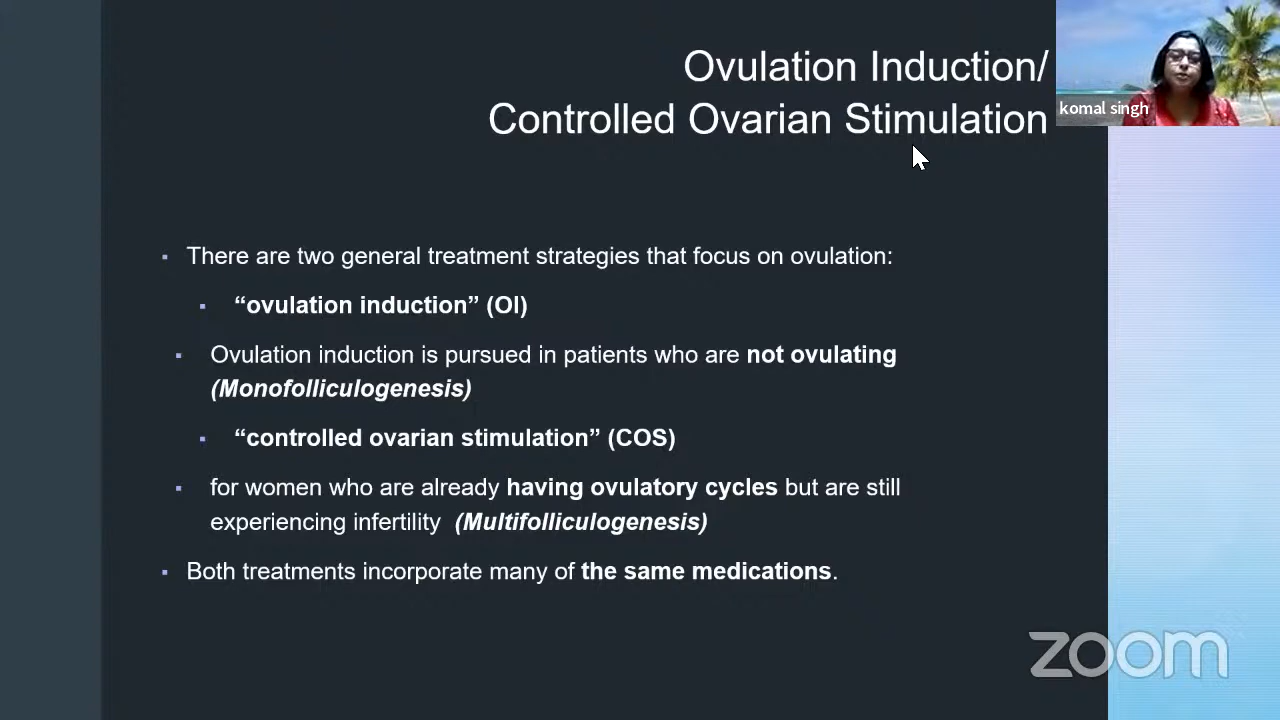 Ovulation Induction/
Controlled Ovarian Stimulation
komal singh
▪ There are two general treatment strategies that focus on ovulation:
▪ “ovulation induction” (OI)
▪ Ovulation induction is pursued in patients who are not ovulating
(Monofolliculogenesis)
▪ “controlled ovarian stimulation” (COS)
▪ for women who are already having ovulatory cycles but are still
experiencing infertility (Multifolliculogenesis)
▪ Both treatments incorporate many of the same medications.
zoom